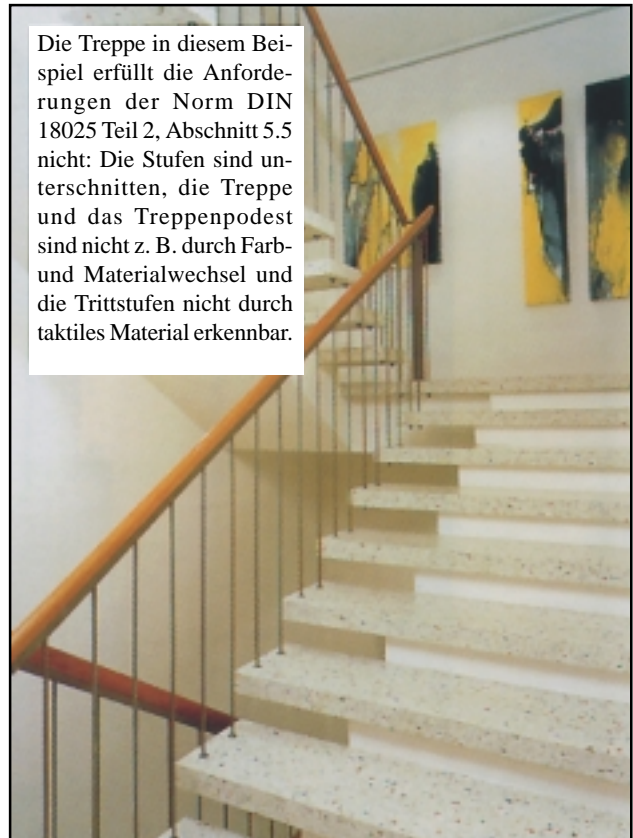 Die Treppe in diesem Bei-
spiel erfüllt die Anforde-
rungen der Norm DIN
18025 Teil 2, Abschnitt 5.5
nicht: Die Stufen sind un-
terschnitten, die Treppe
und das Treppenpodest
sind nicht z. B. durch Farb-
und Materialwechsel und
die Trittstufen nicht durch
taktiles Material erkennbar.